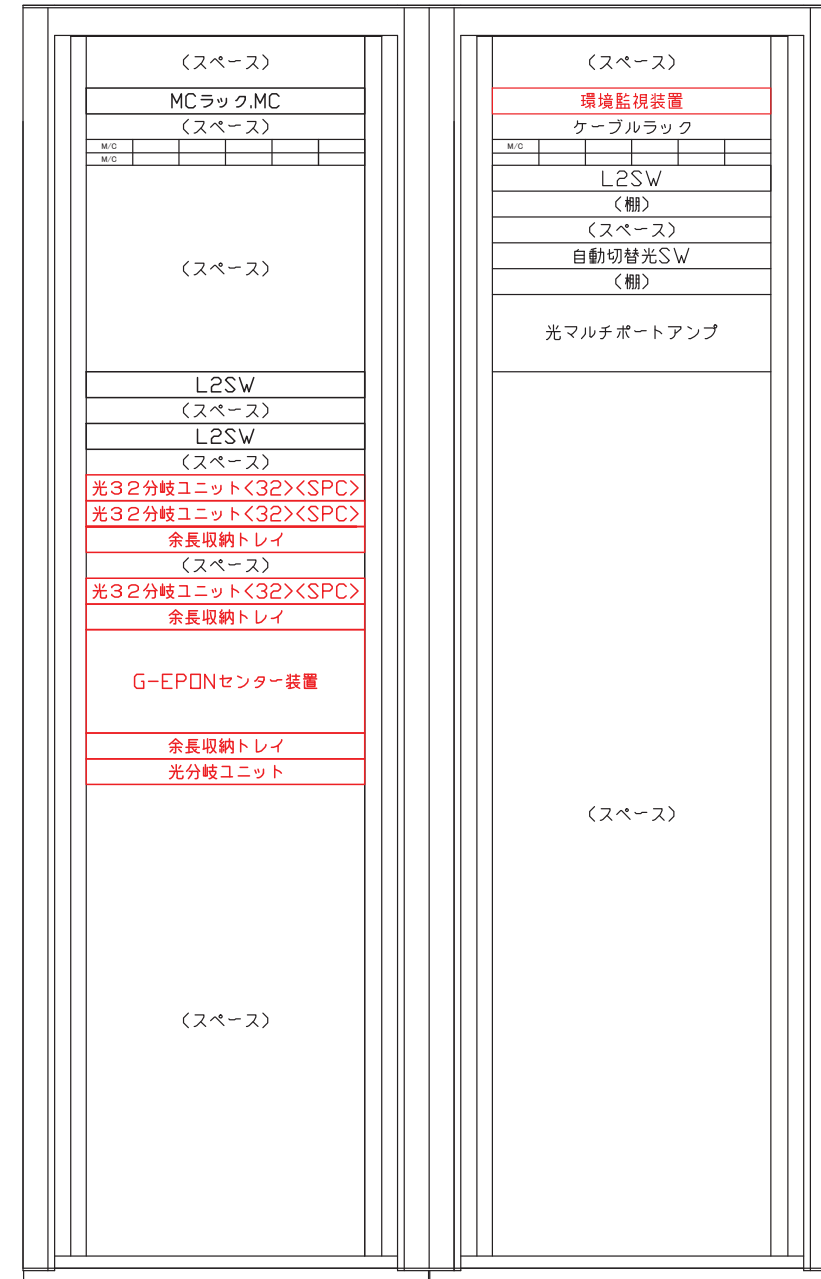 （スペース）
MCラック,MC
（スペース）
M/C
M/C
（スペース）
L2SW
（スペース）
L2SW
（スペース）
光３２分岐ユニット<32><SPC>
光３２分岐ユニット<32><SPC>
余長収納トレイ
（スペース）
光３２分岐ユニット<32><SPC>
余長収納トレイ
G-EPONセンター装置
余長収納トレイ
光分岐ユニット
（スペース）
（スペース）
環境監視装置
ケーブルラック
M/C
L2SW
（棚）
（スペース）
自動切替光SW
（棚）
光マルチポートアンプ
（スペース）